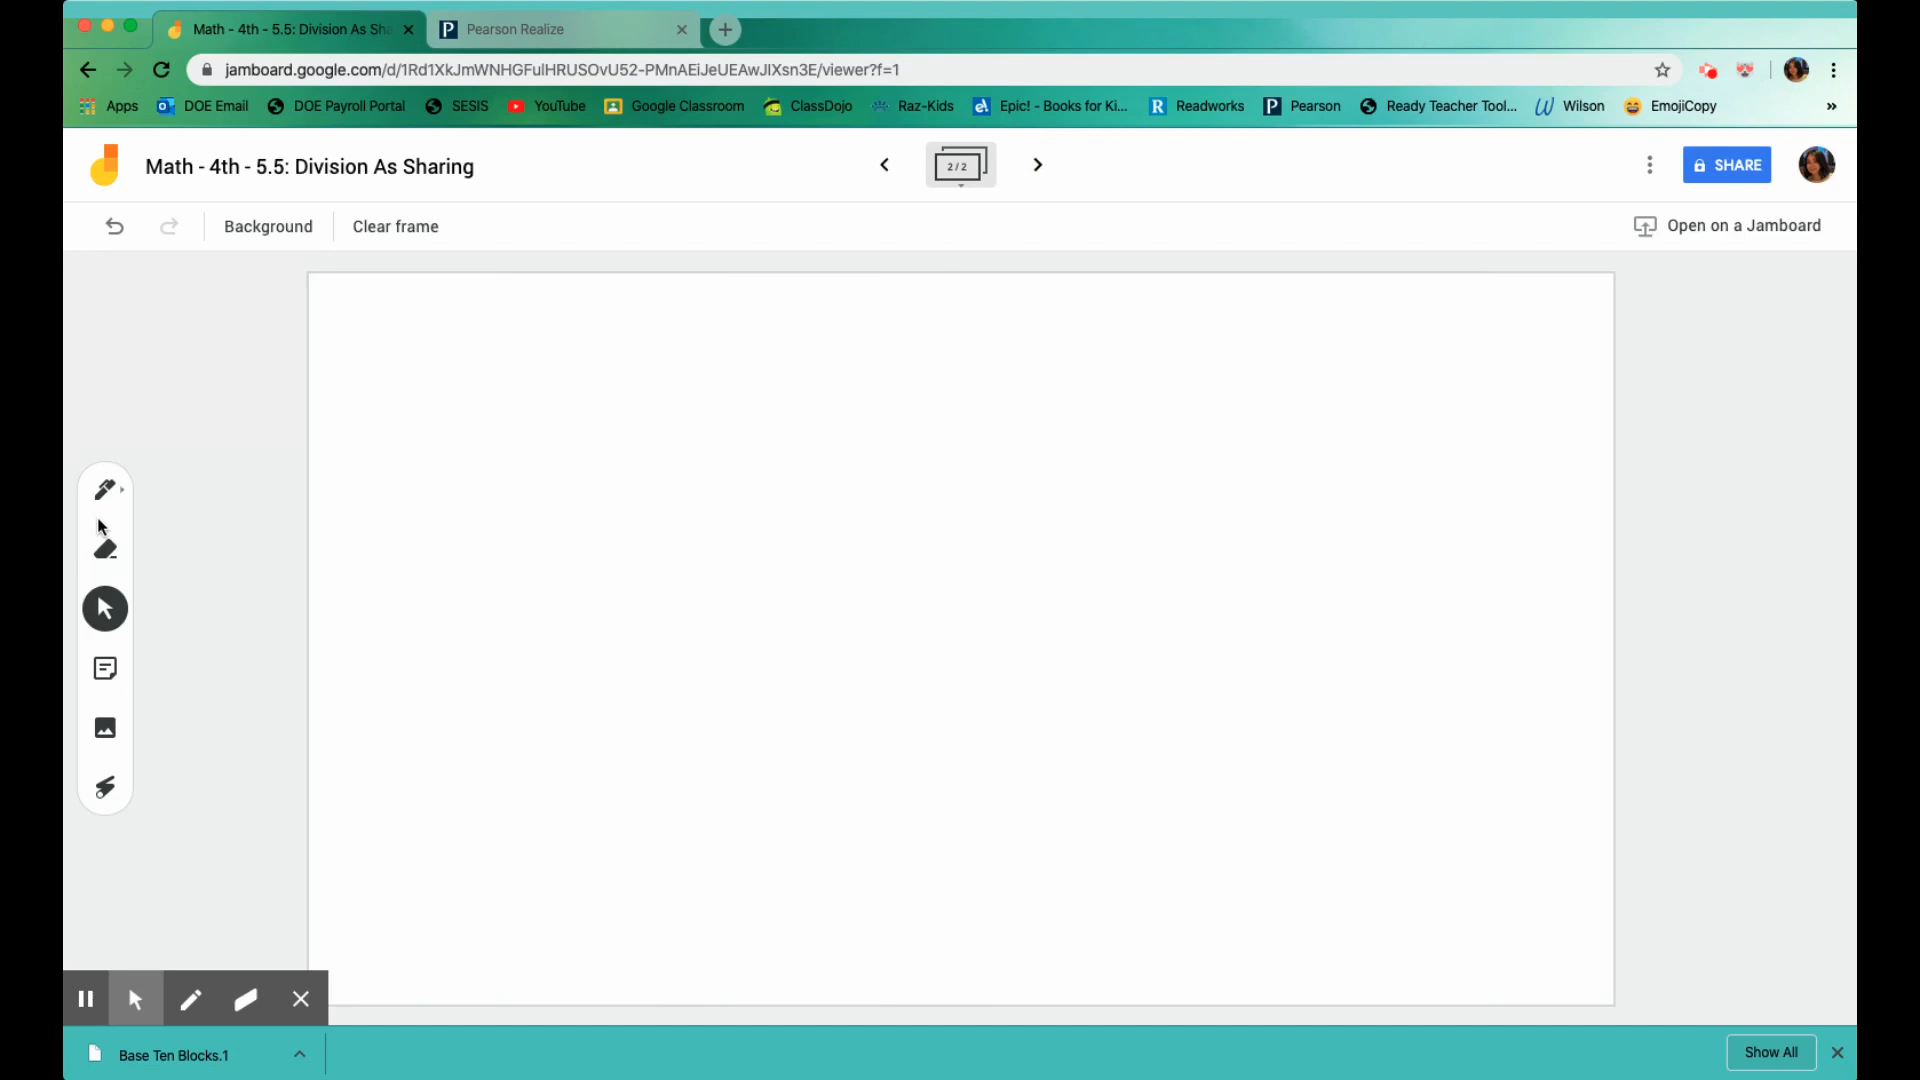 Math - 4th - 5.5: Division As Sha
Pearson Realize
jamboard.google.com/d/1Rd1XkJmWNHGFulHRUSOvU52-PMnAEiJeUEAwJlXsn3E/viewer?f=1
Apps DOE Email DOE Payroll Portal SESIS YouTube Google Classroom ClassDojo Raz-Kids Epic! - Books for Ki... Readworks Pearson Ready Teacher Tool... Wilson EmojiCopy »
Math - 4th - 5.5: Division As Sharing
2 / 2
SHARE
Background Clear frame
Open on a Jamboard
Base Ten Blocks.1
Show All